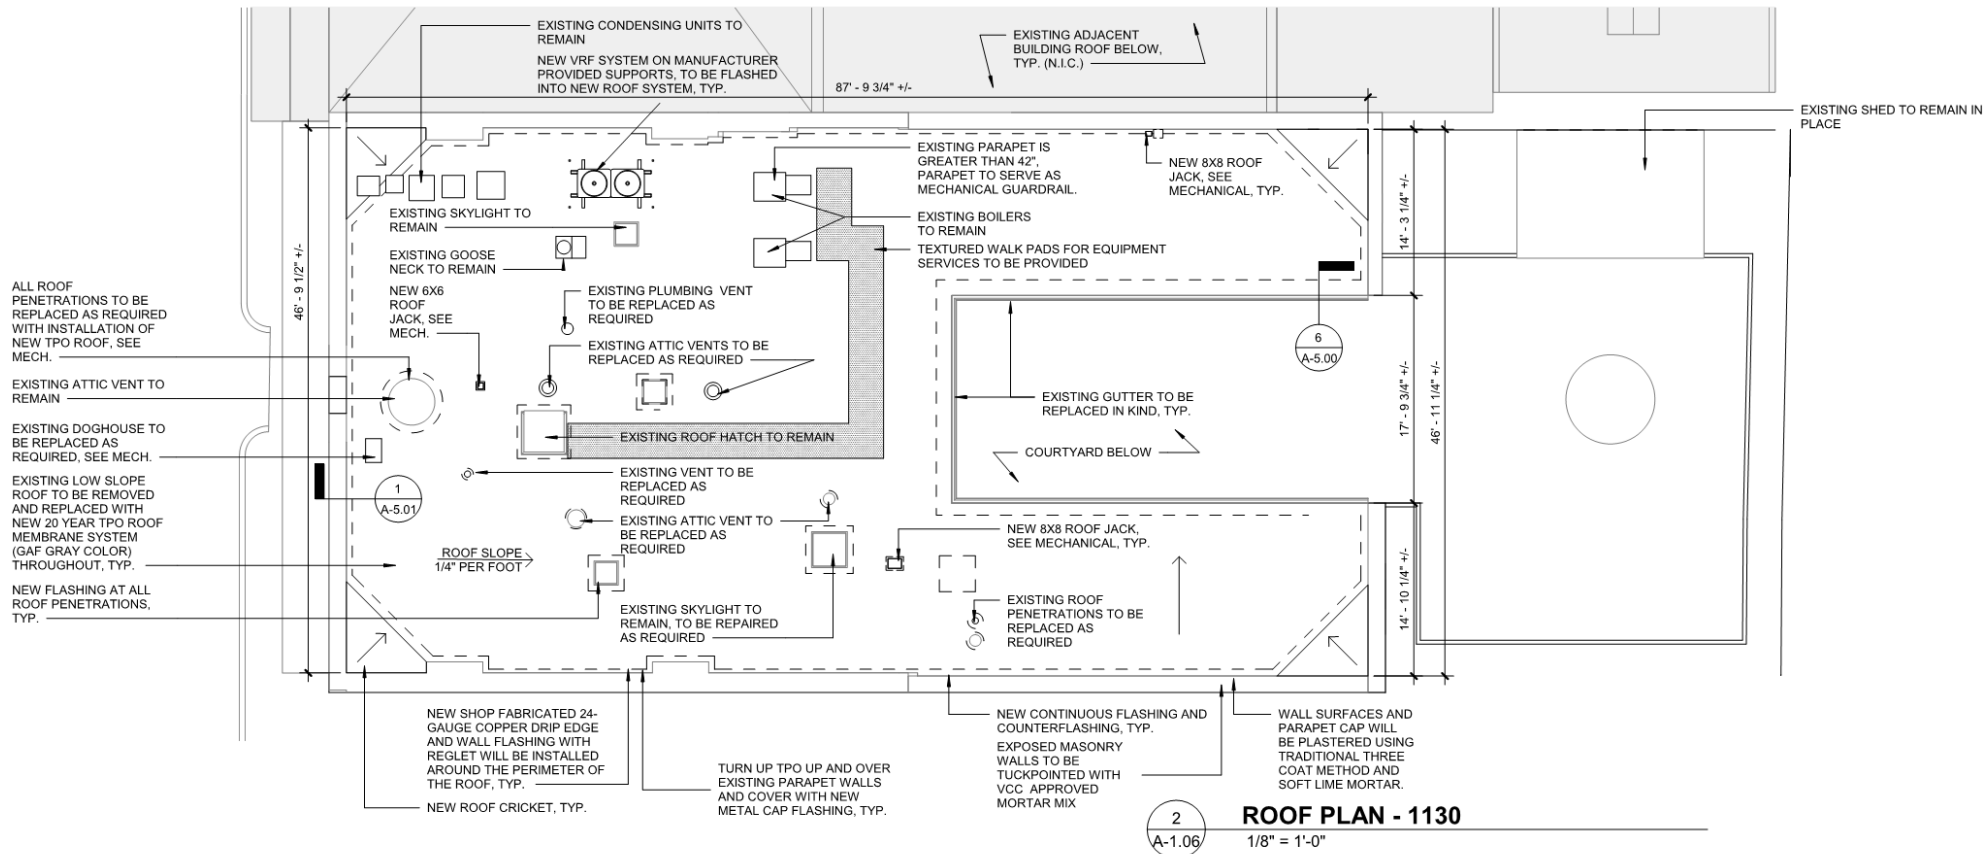 EXISTING CONDENSING UNITS TO
REMAIN
NEW VRF SYSTEM ON MANUFACTURER
PROVIDED SUPPORTS, TO BE FLASHED
INTO NEW ROOF SYSTEM, TYP.
87' - 9 3/4" +/-
EXISTING ADJACENT
BUILDING ROOF BELOW,
TYP. (N.I.C.)
EXISTING SHED TO REMAIN IN
PLACE
EXISTING PARAPET IS
GREATER THAN 42",
PARAPET TO SERVE AS
MECHANICAL GUARDRAIL.
NEW 8X8 ROOF
JACK, SEE
MECHANICAL, TYP.
EXISTING SKYLIGHT TO
REMAIN
EXISTING BOILERS
TO REMAIN
TEXTURED WALK PADS FOR EQUIPMENT
SERVICES TO BE PROVIDED
14' - 3 1/4" +/-
46' - 9 1/2" +/-
EXISTING GOOSE
NECK TO REMAIN
NEW 6X6
ROOF
JACK, SEE
MECH.
EXISTING PLUMBING VENT
TO BE REPLACED AS
REQUIRED
EXISTING ATTIC VENTS TO BE
REPLACED AS REQUIRED
ALL ROOF
PENETRATIONS TO BE
REPLACED AS REQUIRED
WITH INSTALLATION OF
NEW TPO ROOF, SEE
MECH.
EXISTING ATTIC VENT TO
REMAIN
EXISTING DOGHOUSE TO
BE REPLACED AS
REQUIRED, SEE MECH.
EXISTING LOW SLOPE
ROOF TO BE REMOVED
AND REPLACED WITH
NEW 20 YEAR TPO ROOF
MEMBRANE SYSTEM
(GAF GRAY COLOR)
THROUGHOUT, TYP.
NEW FLASHING AT ALL
ROOF PENETRATIONS,
TYP.
6
A-5.00
EXISTING GUTTER TO BE
REPLACED IN KIND, TYP.
COURTYARD BELOW
17' - 9 3/4" +/-
46' - 11 1/4" +/-
EXISTING ROOF HATCH TO REMAIN
1
A-5.01
EXISTING VENT TO BE
REPLACED AS
REQUIRED
EXISTING ATTIC VENT TO
BE REPLACED AS
REQUIRED
ROOF SLOPE
1/4" PER FOOT
NEW 8X8 ROOF JACK,
SEE MECHANICAL, TYP.
EXISTING SKYLIGHT TO
REMAIN, TO BE REPAIRED
AS REQUIRED
EXISTING ROOF
PENETRATIONS TO BE
REPLACED AS
REQUIRED
14' - 10 1/4" +/-
NEW SHOP FABRICATED 24-
GAUGE COPPER DRIP EDGE
AND WALL FLASHING WITH
REGLET WILL BE INSTALLED
AROUND THE PERIMETER OF
THE ROOF, TYP.
NEW ROOF CRICKET, TYP.
TURN UP TPO UP AND OVER
EXISTING PARAPET WALLS
AND COVER WITH NEW
METAL CAP FLASHING, TYP.
NEW CONTINUOUS FLASHING AND
COUNTERFLASHING, TYP.
EXPOSED MASONRY
WALLS TO BE
TUCKPOINTED WITH
VCC APPROVED
MORTAR MIX
WALL SURFACES AND
PARAPET CAP WILL
BE PLASTERED USING
TRADITIONAL THREE
COAT METHOD AND
SOFT LIME MORTAR.
2
A-1.06
ROOF PLAN - 1130
1/8" = 1'-0"